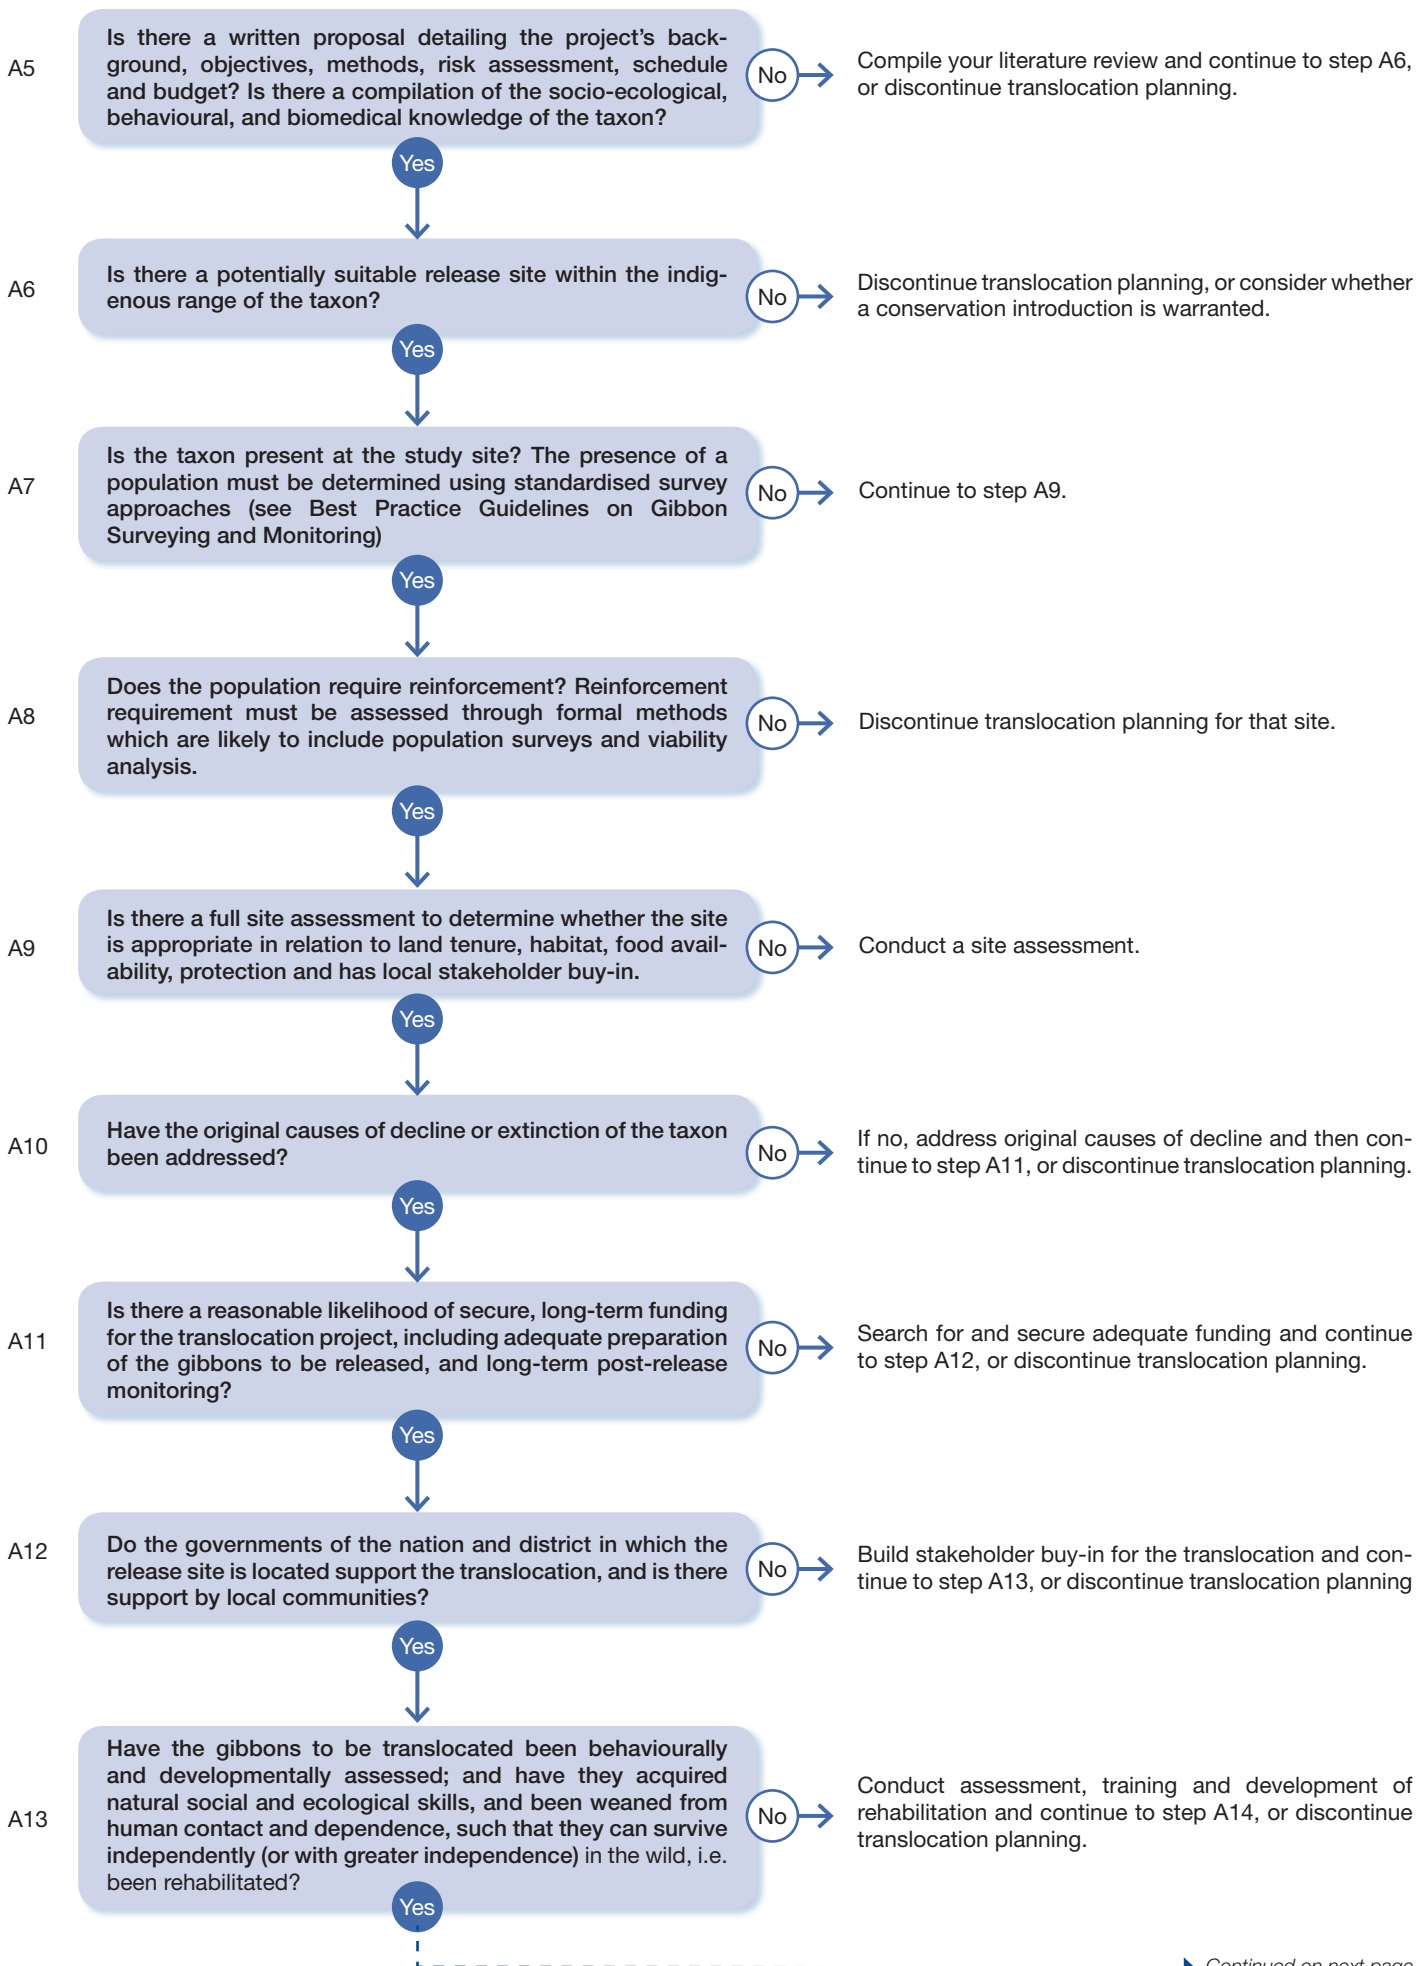 A5
Is there a written proposal detailing the project's back-
ground, objectives, methods, risk assessment, schedule
and budget? Is there a compilation of the socio-ecological,
behavioural, and biomedical knowledge of the taxon?
No
Compile your literature review and continue to step A6,
or discontinue translocation planning.
Yes
A6
Is there a potentially suitable release site within the indig-
enous range of the taxon?
No
Discontinue translocation planning, or consider whether
a conservation introduction is warranted.
Yes
A7
Is the taxon present at the study site? The presence of a
population must be determined using standardised survey
approaches (see Best Practice Guidelines on Gibbon
Surveying and Monitoring)
No
Continue to step A9.
Yes
A8
Does the population require reinforcement? Reinforcement
requirement must be assessed through formal methods
which are likely to include population surveys and viability
analysis.
No
Discontinue translocation planning for that site.
Yes
A9
Is there a full site assessment to determine whether the site
is appropriate in relation to land tenure, habitat, food avail-
ability, protection and has local stakeholder buy-in.
No
Conduct a site assessment.
Yes
A10
Have the original causes of decline or extinction of the taxon
been addressed?
No
If no, address original causes of decline and then con-
tinue to step A11, or discontinue translocation planning.
Yes
A11
Is there a reasonable likelihood of secure, long-term funding
for the translocation project, including adequate preparation
of the gibbons to be released, and long-term post-release
monitoring?
No
Search for and secure adequate funding and continue
to step A12, or discontinue translocation planning.
Yes
A12
Do the governments of the nation and district in which the
release site is located support the translocation, and is there
support by local communities?
No
Build stakeholder buy-in for the translocation and con-
tinue to step A13, or discontinue translocation planning
Yes
A13
Have the gibbons to be translocated been behaviourally
and developmentally assessed; and have they acquired
natural social and ecological skills, and been weaned from
human contact and dependence, such that they can survive
independently (or with greater independence) in the wild, i.e.
been rehabilitated?
No
Conduct assessment, training and development of
rehabilitation and continue to step A14, or discontinue
translocation planning.
Yes
Continued on next page